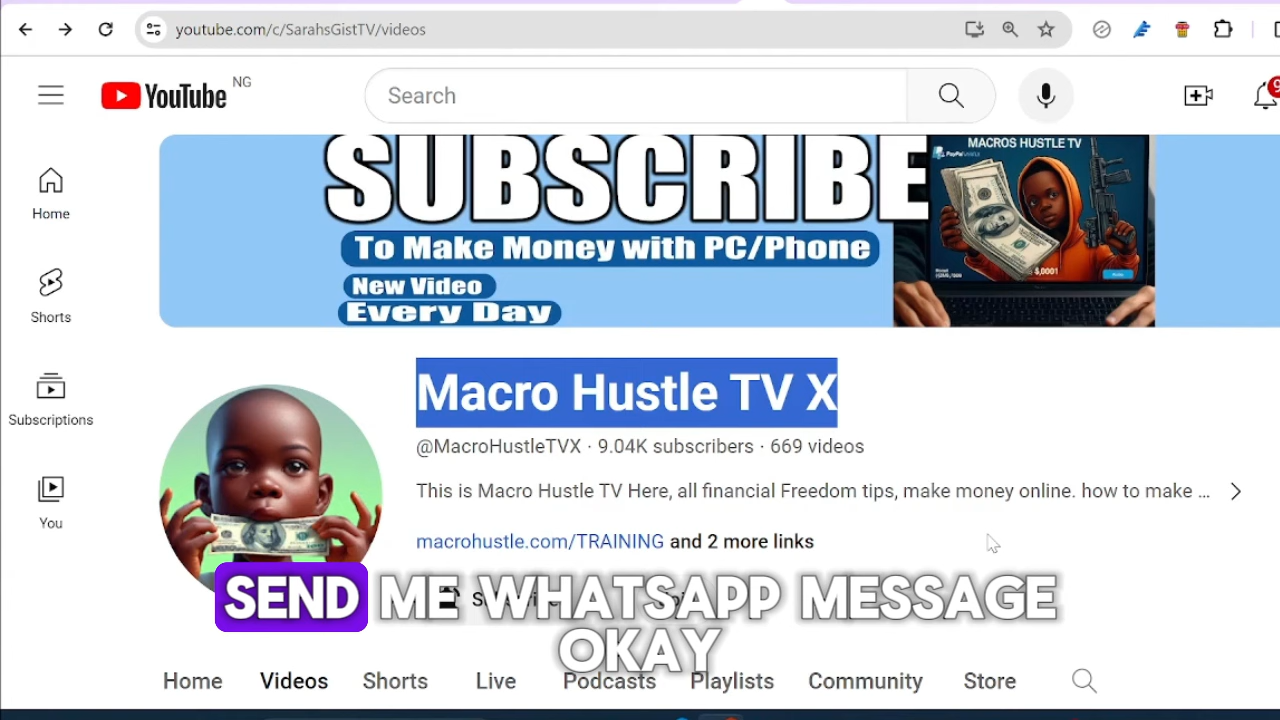 youtube.com/c/SarahsGistTV/videos
YouTube NG
Search
9
SUBSCRIBE
To Make Money with PC/Phone
New Video
Every Day
MACROS HUSTLE TV
PayPal
Home
Shorts
Subscriptions
You
Macro Hustle TV X
@MacroHustleTVX · 9.04K subscribers · 669 videos
This is Macro Hustle TV Here, all financial Freedom tips, make money online. how to make ...
macrohustle.com/TRAINING and 2 more links
SEND ME WHATSAPP MESSAGE
OKAY
Home Videos Shorts Live Podcasts Playlists Community Store